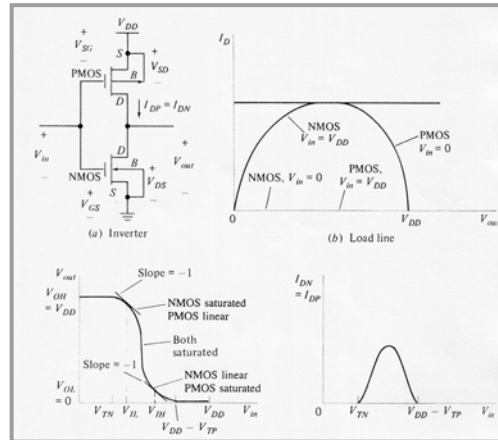 V_DD
+
V_SG
−
S
+
V_SD
−
PMOS
B
D
I_DP = I_DN
+
V_in
−
D
B
NMOS
S
+
V_DS
−
+
V_out
−
+
V_GS
−
(a) Inverter
I_D
NMOS
V_in = V_DD
PMOS
V_in = 0
NMOS, V_in = 0
PMOS,
V_in = V_DD
0
V_DD
V_out
(b) Load line
V_out
V_OH
= V_DD
Slope = −1
NMOS saturated
PMOS linear
Both
saturated
Slope = −1
NMOS linear
PMOS saturated
V_OL
= 0
V_TN
V_IL
V_IH
V_DD
V_in
V_DD − V_TP
I_DN
= I_DP
0
V_TN
V_DD − V_TP
V_in